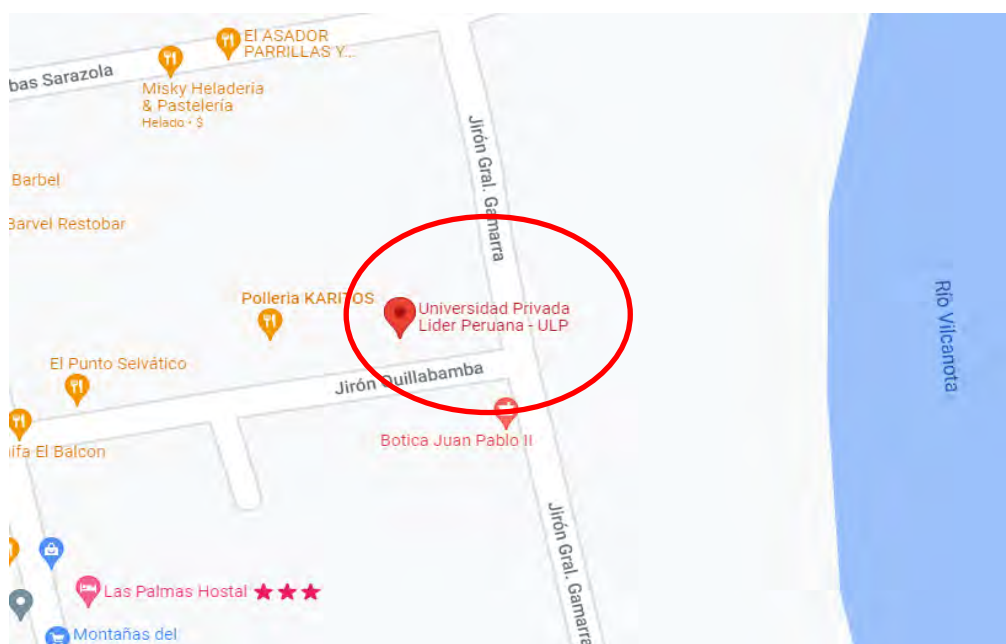 El ASADOR
PARRILLAS Y...
bas Sarazola
Misky Heladería
& Pastelería
Helado · $
Jirón Gral. Gamarra
Barbel
Barvel Restobar
Polleria KARITOS
Universidad Privada
Lider Peruana - ULP
Río Vilcanota
El Punto Selvático
Jirón Quillabamba
Botica Juan Pablo II
ifa El Balcon
Jirón Gral. Gamarra
Las Palmas Hostal
Montañas del